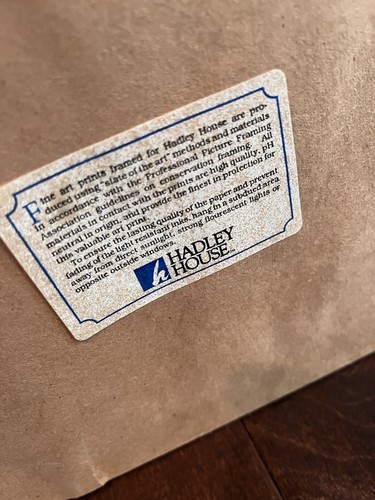 Fine art prints framed for Hadley House are pro-
duced using "state of the art" methods and materials
in accordance with the Professional Picture Framing
Association guidelines on conservation framing. All
materials in contact with the prints are high quality, pH
neutral in origin, and provide the finest in protection for
this valuable art print.
To ensure the lasting quality of the paper and prevent
fading of the light resistant inks, hang in a subdued area
away from direct sunlight, strong flourescent lights or
opposite outside windows.
h HADLEY
HOUSE™